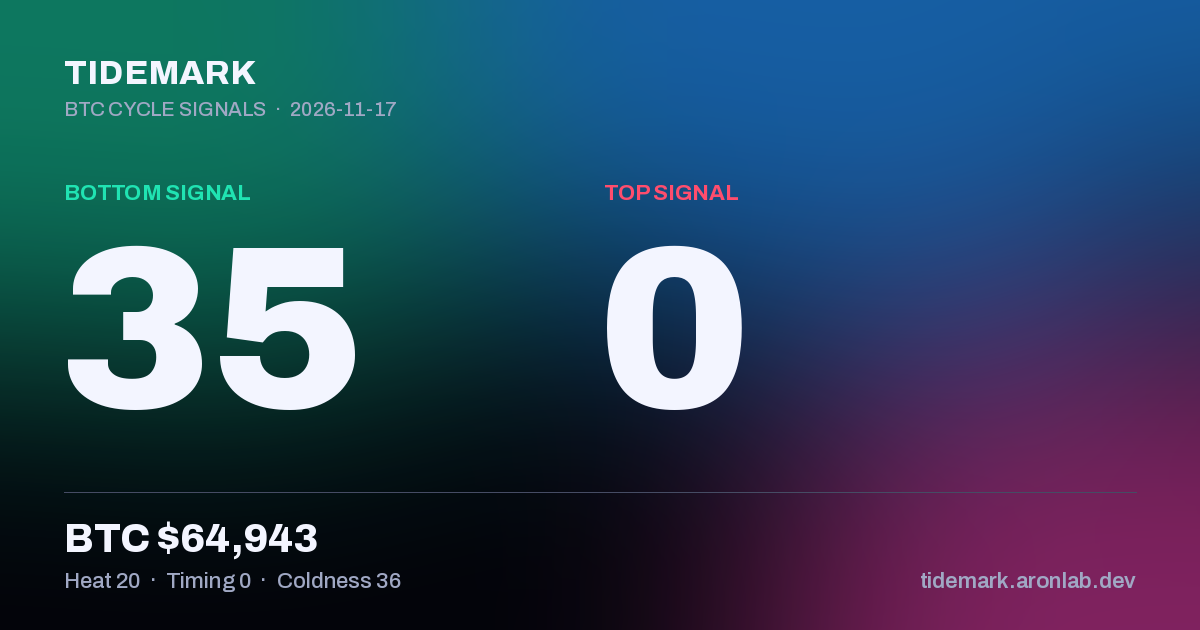 TIDEMARK
BTC CYCLE SIGNALS · 2026-11-17
BOTTOM SIGNAL
35
TOP SIGNAL
0
BTC $64,943
Heat 20 · Timing 0 · Coldness 36
tidemark.aronlab.dev